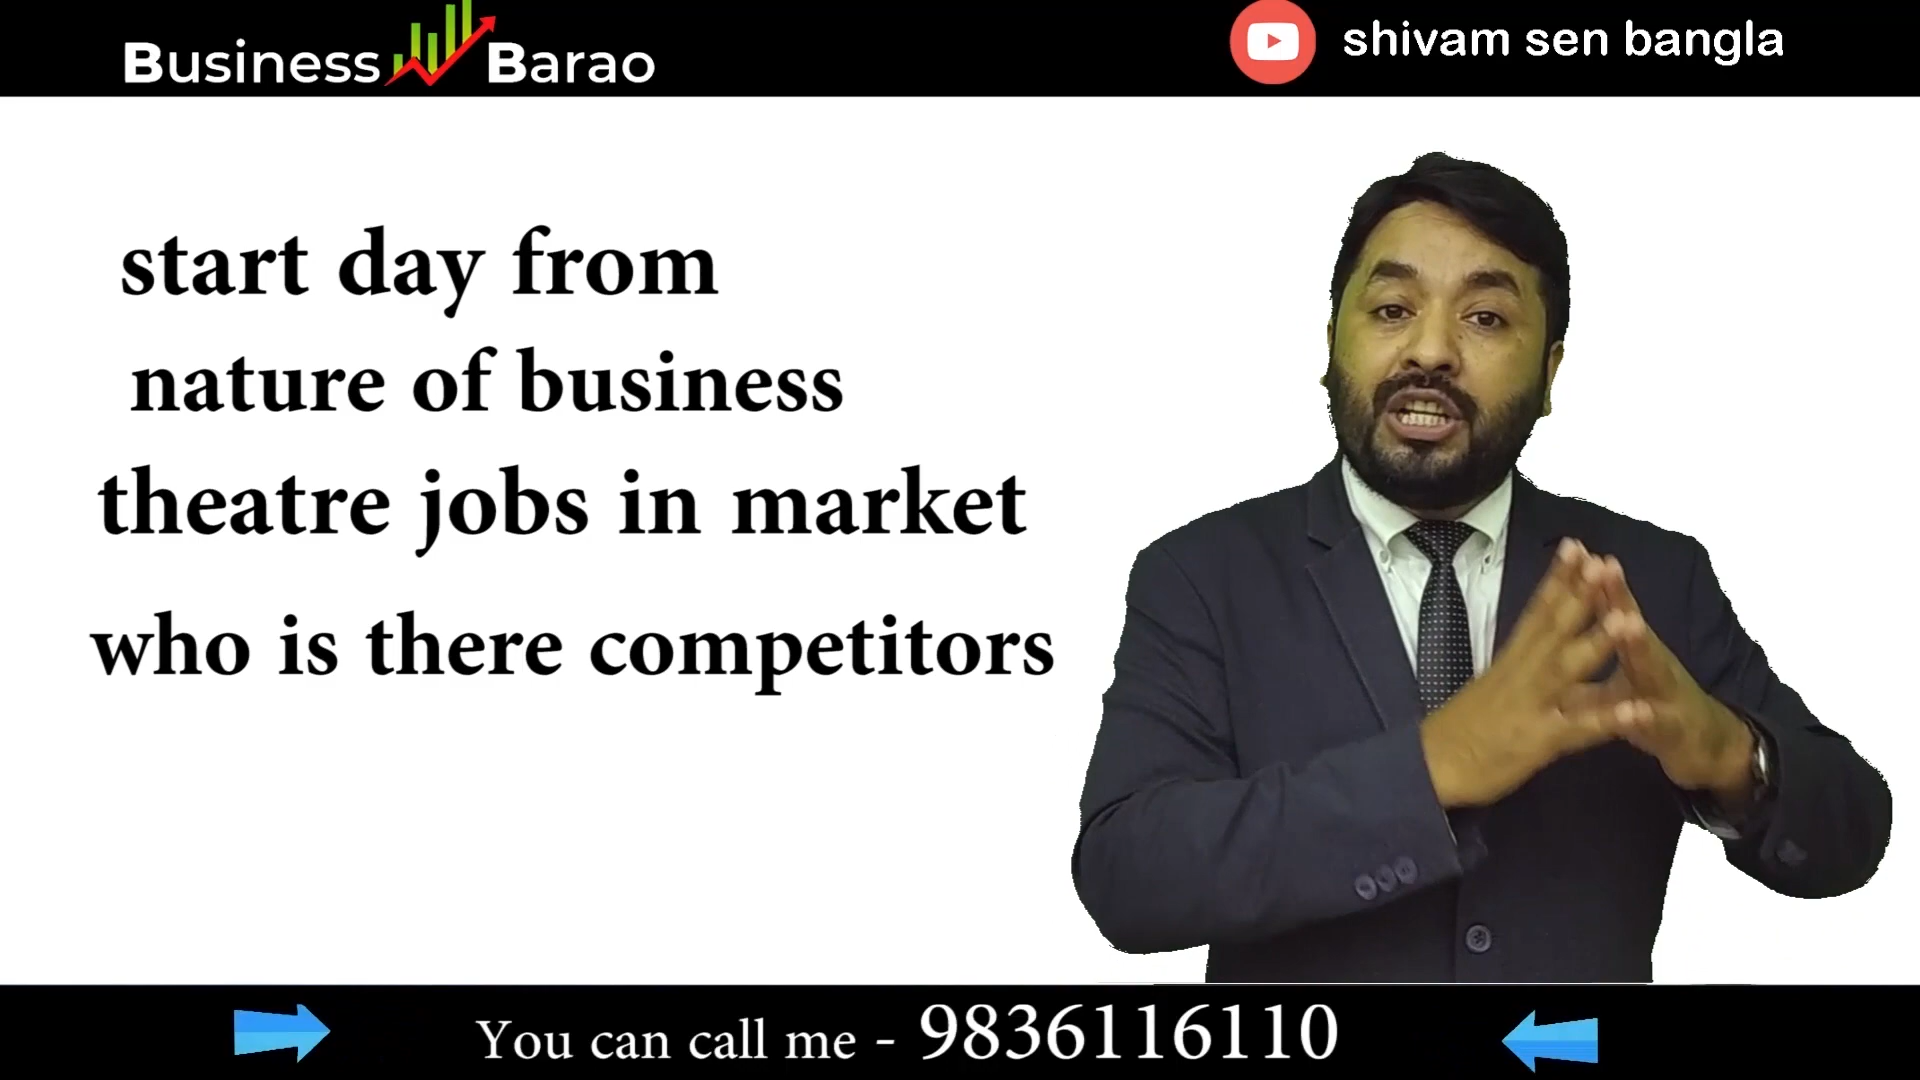 Business Barao
shivam sen bangla
start day from
nature of business
theatre jobs in market
who is there competitors
You can call me - 9836116110